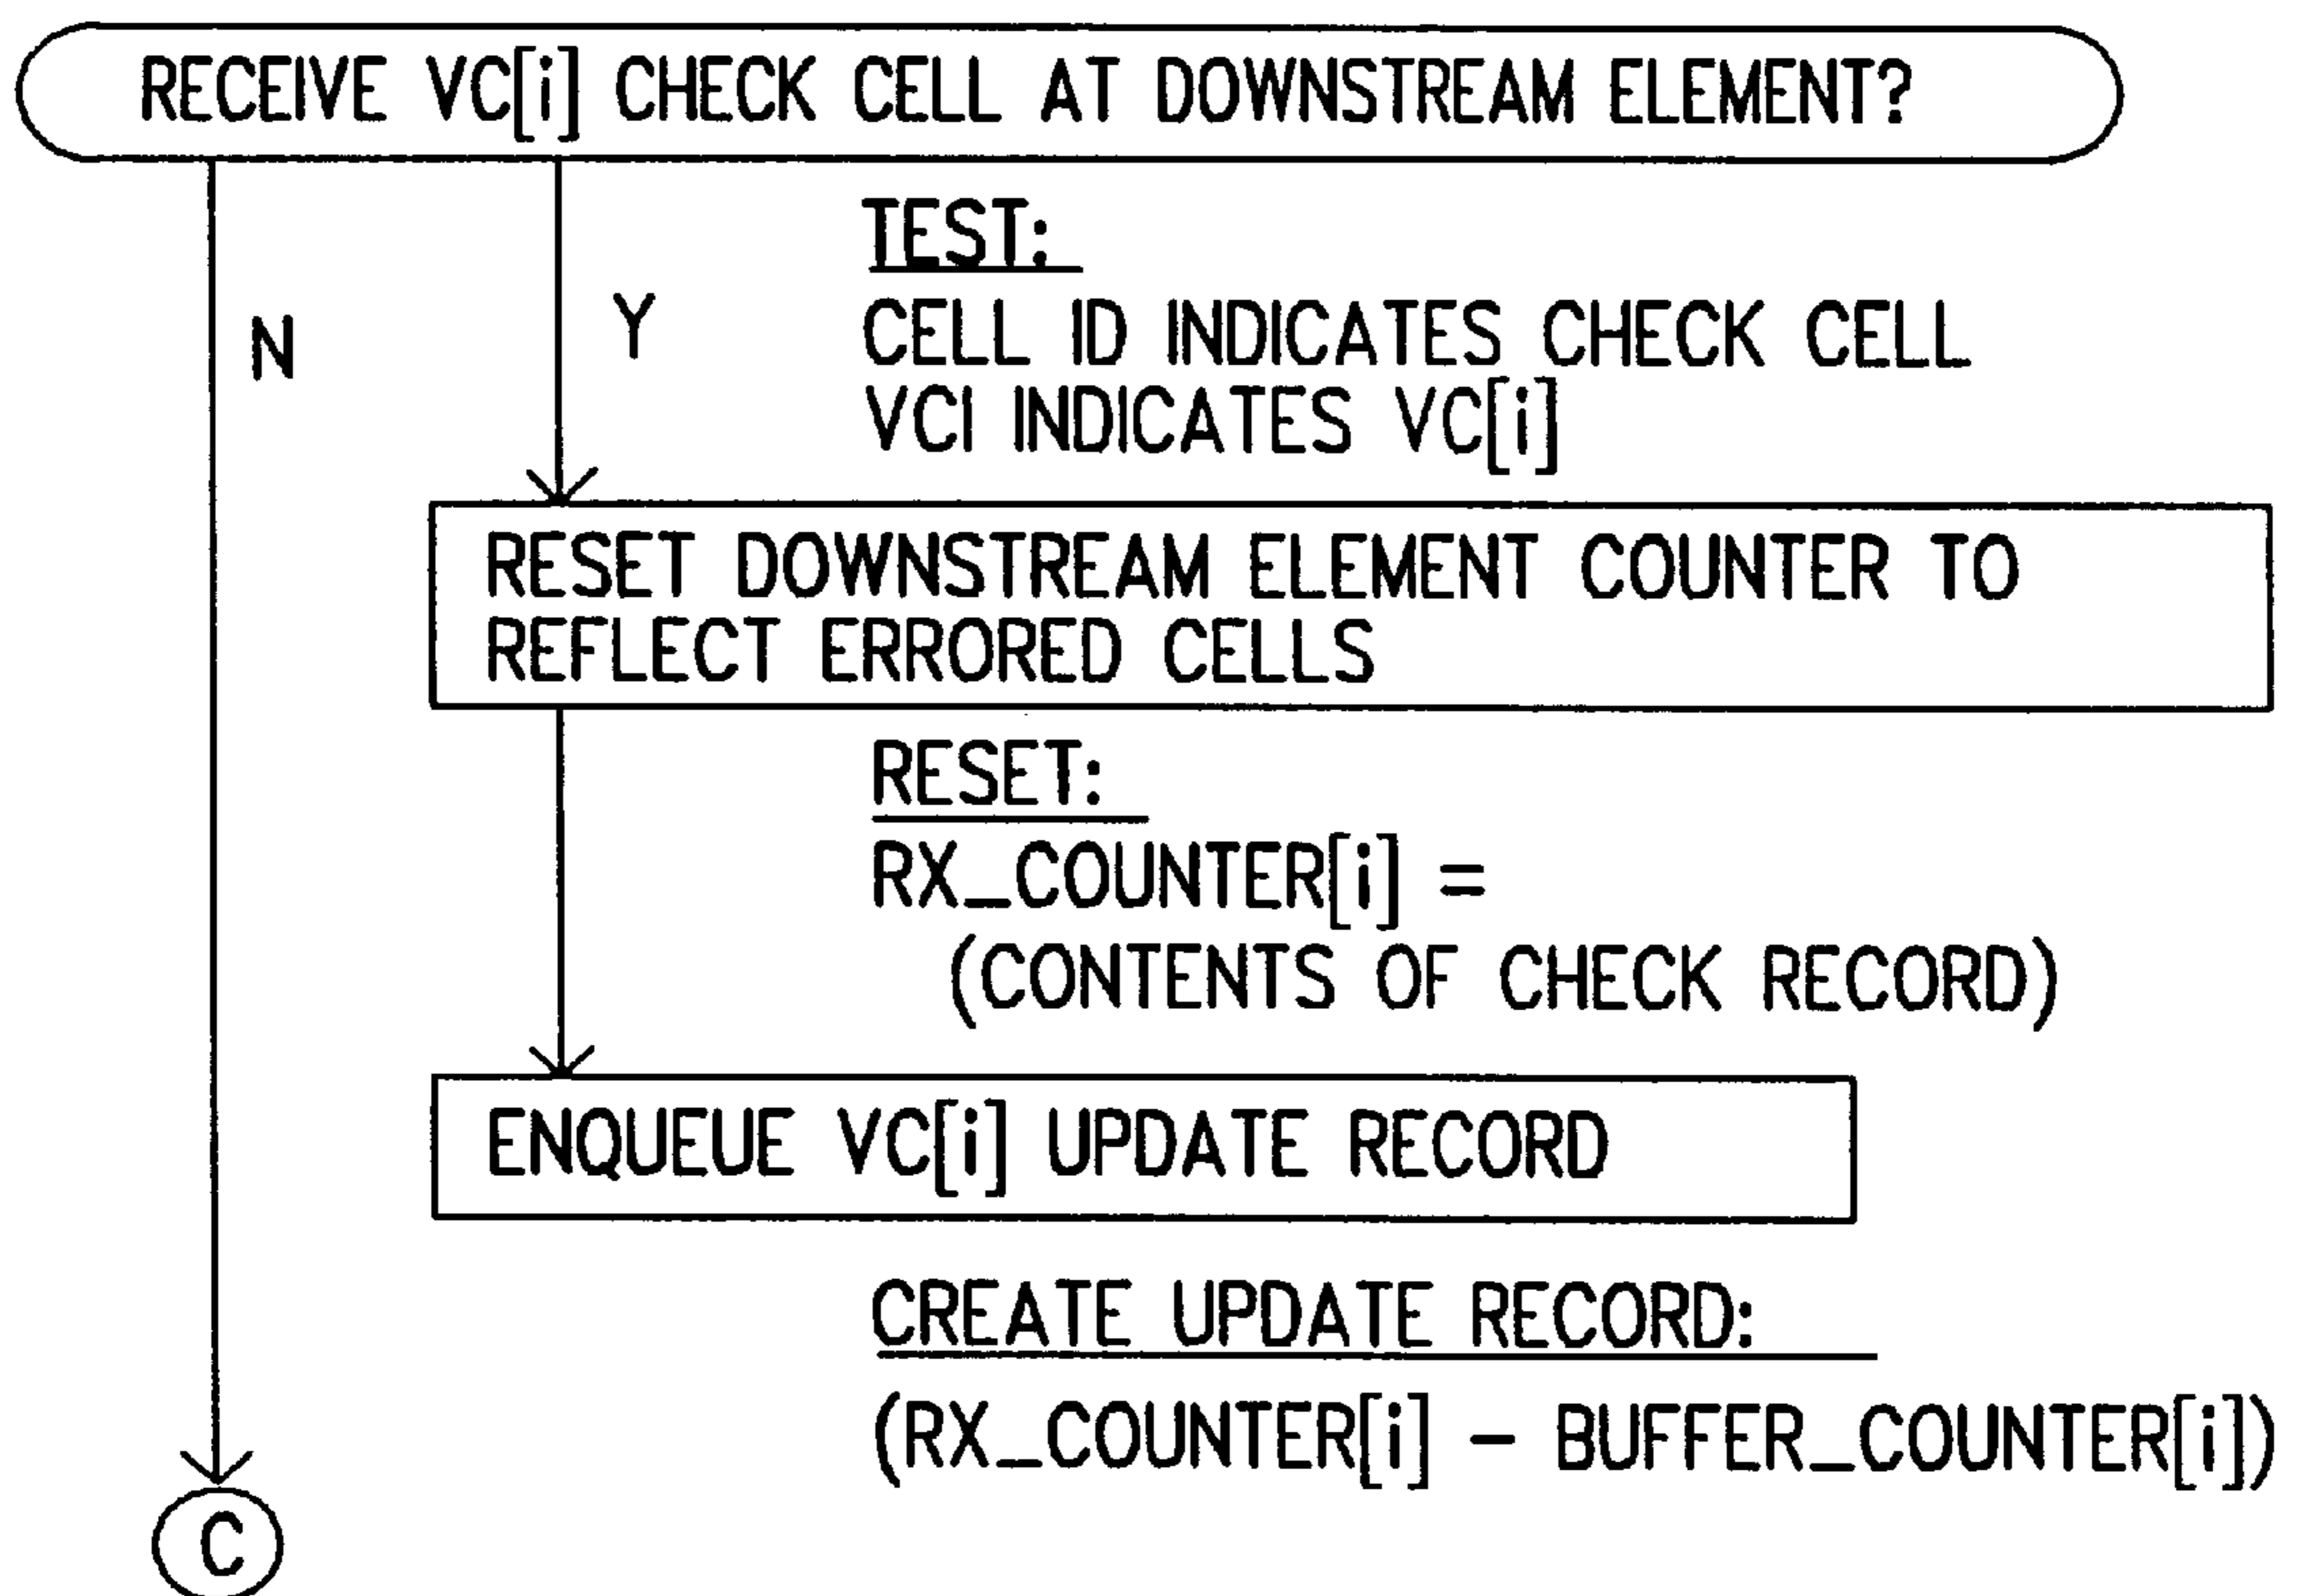 RECEIVE VC[i] CHECK CELL AT DOWNSTREAM ELEMENT?
TEST:
N
Y
CELL ID INDICATES CHECK CELL
VCI INDICATES VC[i]
RESET DOWNSTREAM ELEMENT COUNTER TO
REFLECT ERRORED CELLS
RESET:
RX_COUNTER[i] =
(CONTENTS OF CHECK RECORD)
ENQUEUE VC[i] UPDATE RECORD
CREATE UPDATE RECORD:
(RX_COUNTER[i] - BUFFER_COUNTER[i])
C